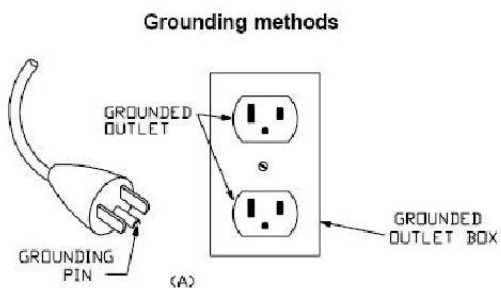 Grounding methods
GROUNDED
OUTLET
GROUNDED
OUTLET BOX
GROUNDING
PIN
(A)